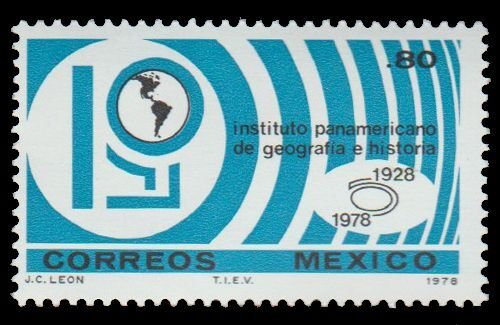 .80
instituto panamericano
de geografía e historia
1928
1978
CORREOS MEXICO
J.C. LEON T.I.E.V. 1978